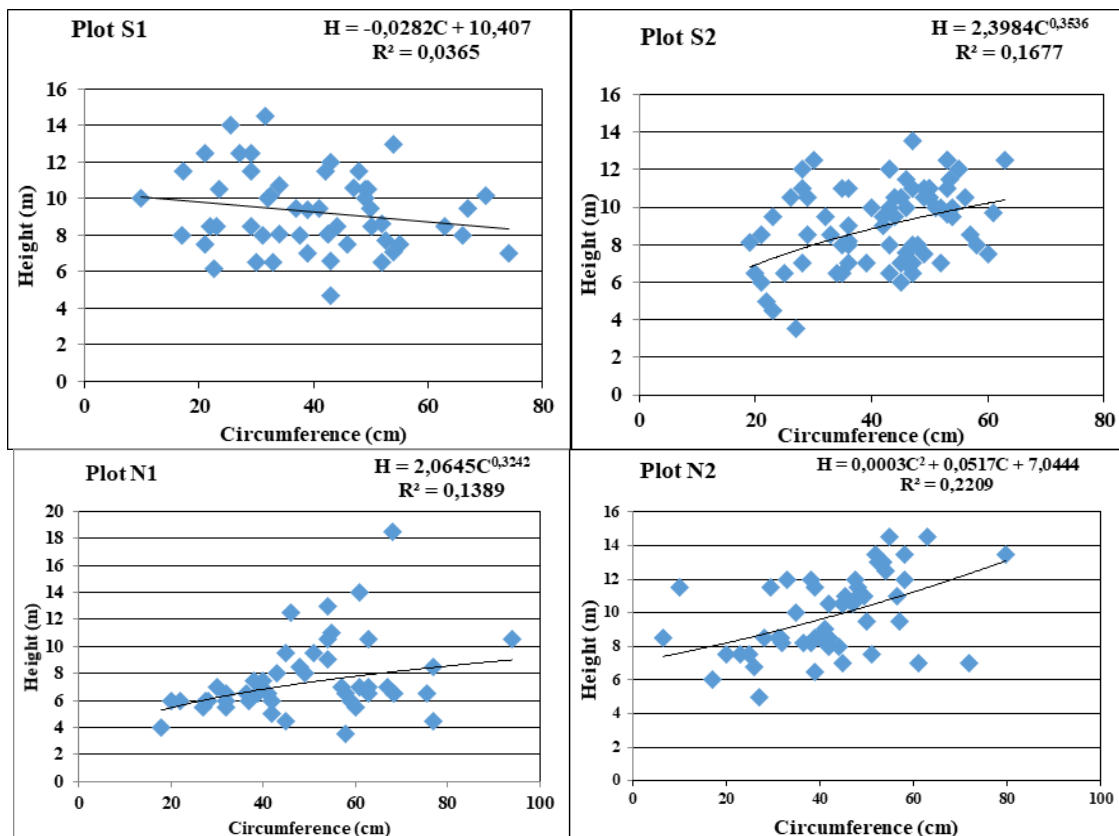 Plot S1
H = -0,0282C + 10,407
R² = 0,0365
16
14
12
10
8
6
4
2
0
0 20 40 60 80
Height (m)
Circumference (cm)
Plot S2
H = 2,3984C^0,3536
R² = 0,1677
16
14
12
10
8
6
4
2
0
0 20 40 60 80
Height (m)
Circumference (cm)
Plot N1
H = 2,0645C^0,3242
R² = 0,1389
20
18
16
14
12
10
8
6
4
2
0
0 20 40 60 80 100
Height (m)
Circumference (cm)
Plot N2
H = 0,0003C² + 0,0517C + 7,0444
R² = 0,2209
16
14
12
10
8
6
4
2
0
0 20 40 60 80 100
Height (m)
Circumference (cm)